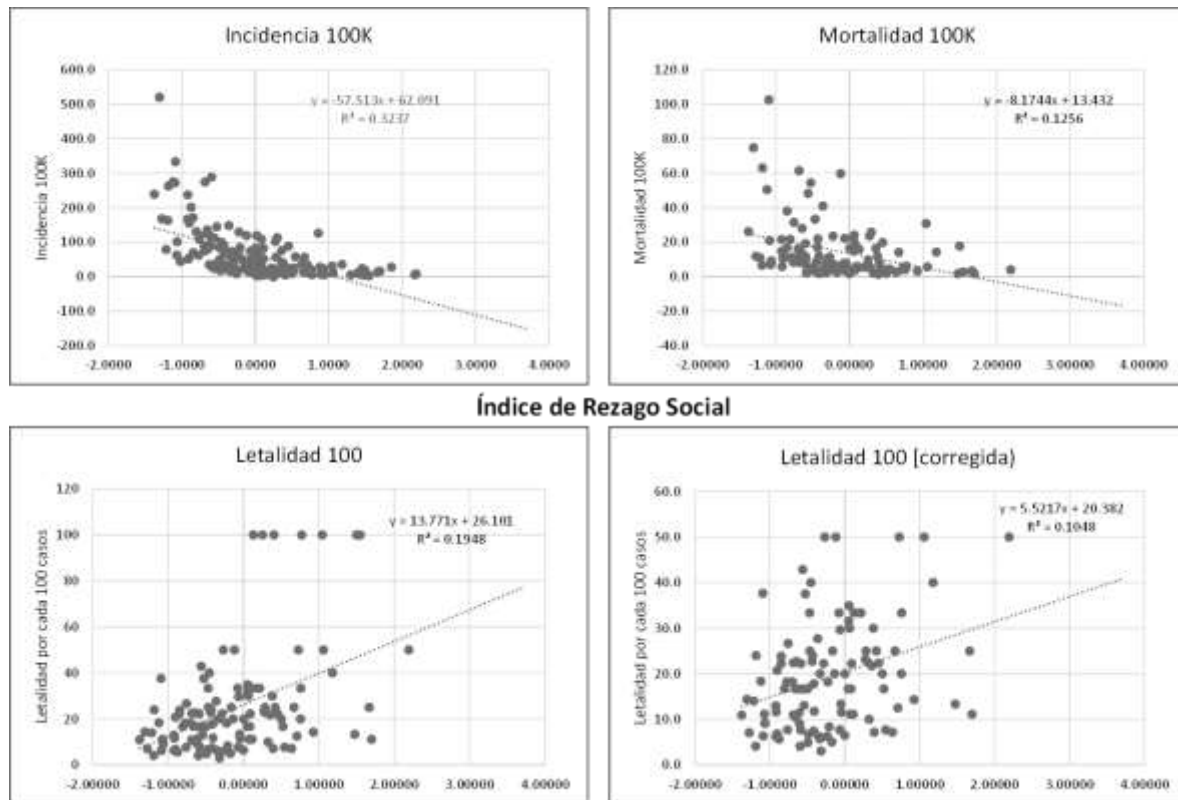 Incidencia 100K
600.0
500.0
400.0
300.0
200.0
100.0
0.0
-100.0
-200.0
Incidencia 100K
y = -57.513x + 62.091
R² = 0.3237
-2.0000 -1.0000 0.0000 1.0000 2.0000 3.0000 4.0000
Mortalidad 100K
120.0
100.0
80.0
60.0
40.0
20.0
0.0
-20.0
-40.0
Mortalidad 100K
y = -8.1744x + 13.432
R² = 0.1256
-2.00000 -1.00000 0.00000 1.00000 2.00000 3.00000 4.00000
Índice de Rezago Social
Letalidad 100
120
100
80
60
40
20
0
Letalidad por cada 100 casos
y = 13.771x + 26.101
R² = 0.1948
-2.00000 -1.00000 0.00000 1.00000 2.00000 3.00000 4.00000
Letalidad 100 (corregida)
60.0
50.0
40.0
30.0
20.0
10.0
0.0
Letalidad por cada 100 casos
y = 5.5217x + 20.382
R² = 0.1048
-2.00000 -1.00000 0.00000 1.00000 2.00000 3.00000 4.00000